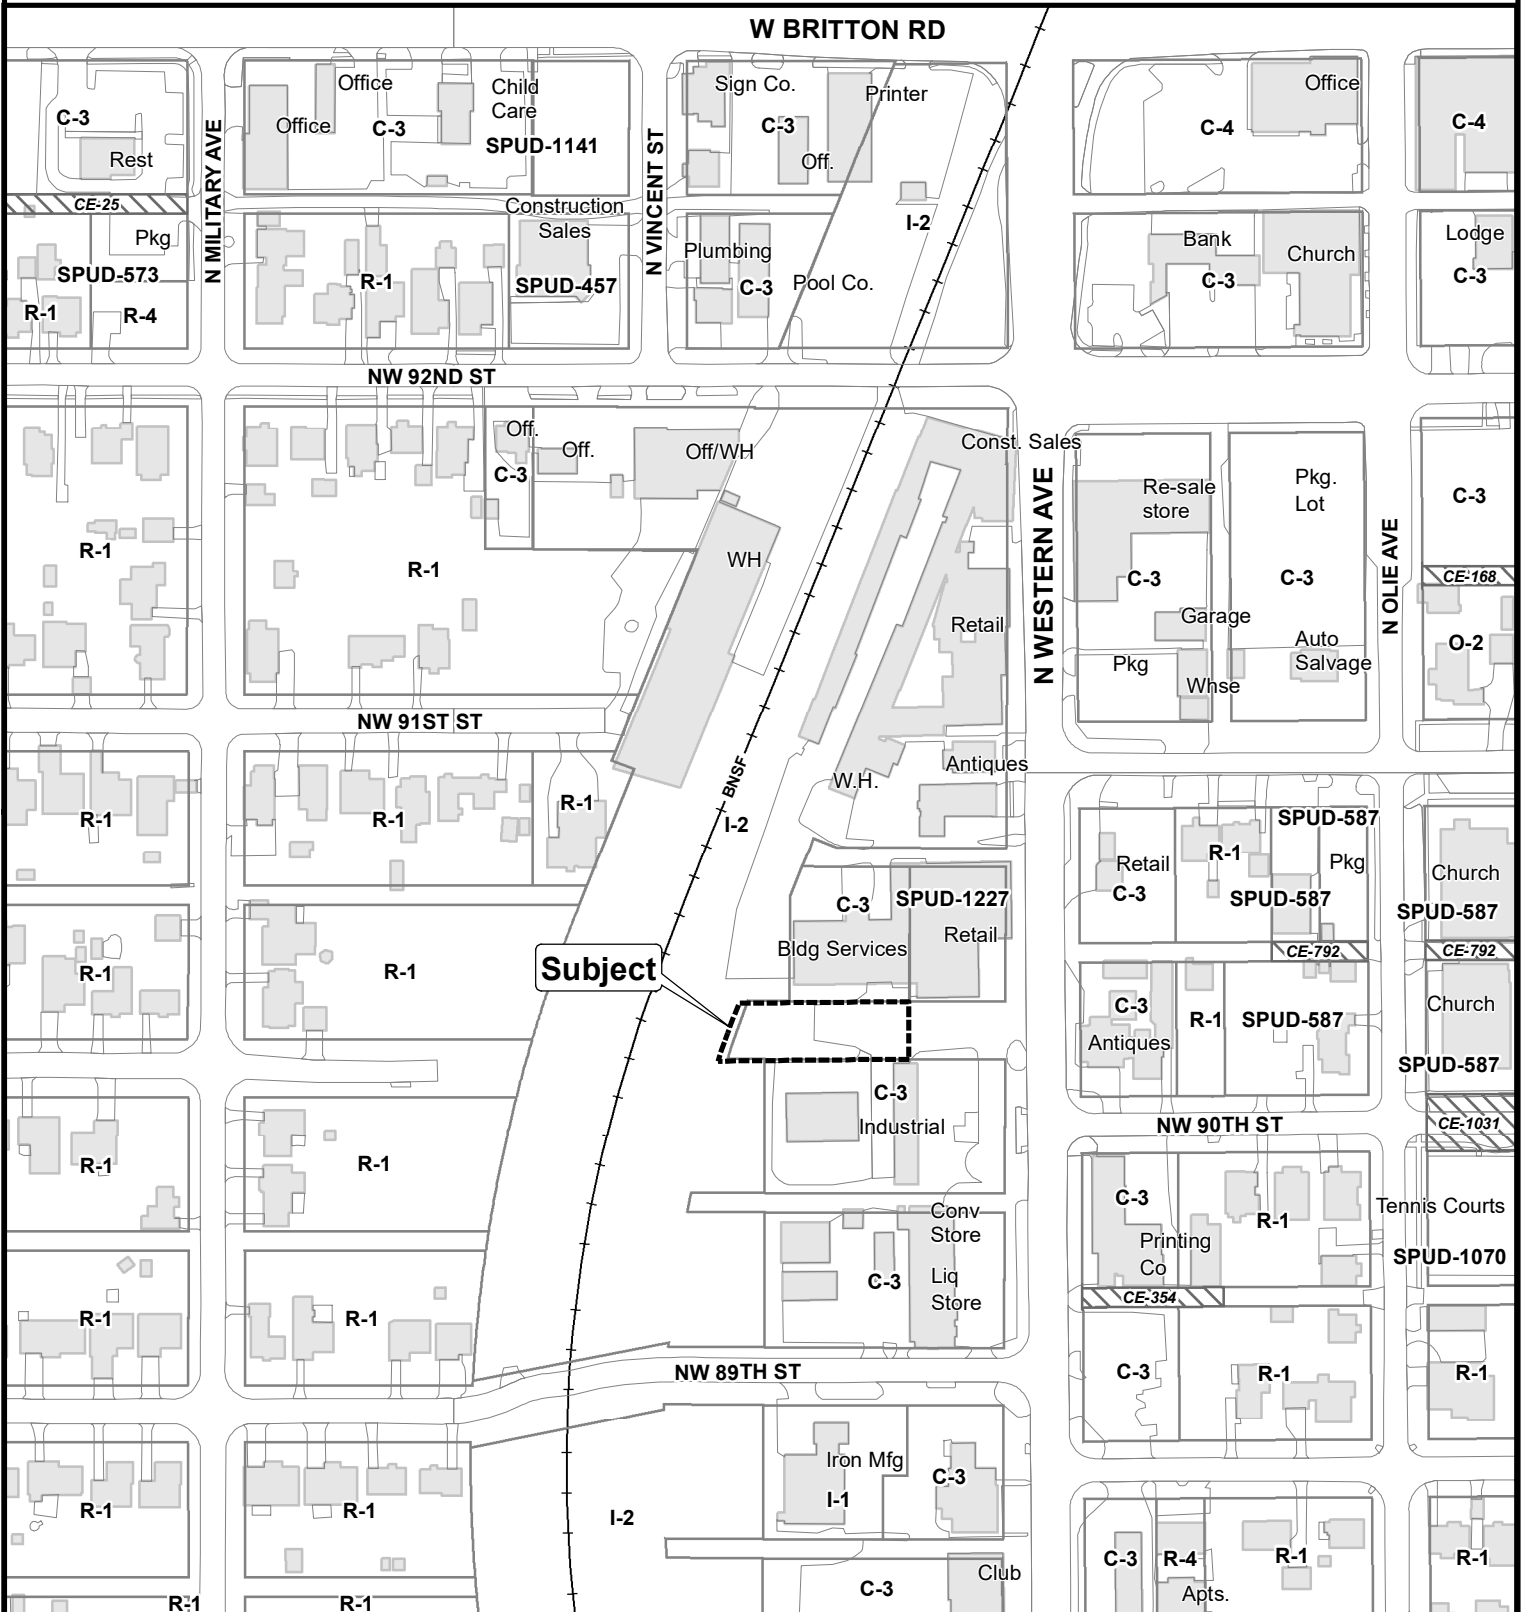 W BRITTON RD
Office
Child
Care
Sign Co.
Printer
Office
C-3
Office
C-3
SPUD-1141
C-3
C-4
C-4
Rest
Off.
N MILITARY AVE
N VINCENT ST
CE-25
Construction
Sales
I-2
Pkg
Plumbing
Bank
Church
Lodge
SPUD-573
R-1
SPUD-457
C-3
Pool Co.
C-3
C-3
R-1
R-4
NW 92ND ST
Off.
Off.
Off/WH
Const. Sales
C-3
Re-sale
store
Pkg.
Lot
C-3
N WESTERN AVE
N OLIE AVE
R-1
R-1
WH
C-3
C-3
CE-168
Retail
Garage
Auto
Salvage
O-2
Pkg
Whse
NW 91ST ST
BNSF
W.H.
Antiques
R-1
R-1
R-1
I-2
SPUD-587
Retail
C-3
R-1
Pkg
Church
SPUD-587
SPUD-587
C-3
SPUD-1227
Bldg Services
Retail
CE-792
CE-792
Subject
R-1
R-1
C-3
R-1
SPUD-587
Church
Antiques
SPUD-587
C-3
Industrial
NW 90TH ST
CE-1031
R-1
R-1
C-3
R-1
Tennis Courts
Conv
Store
Printing
Co
SPUD-1070
C-3
Liq
Store
CE-354
R-1
R-1
NW 89TH ST
C-3
R-1
R-1
Iron Mfg
I-1
C-3
R-1
R-1
I-2
C-3
R-4
R-1
R-1
Club
C-3
Apts.
R-1
R-1